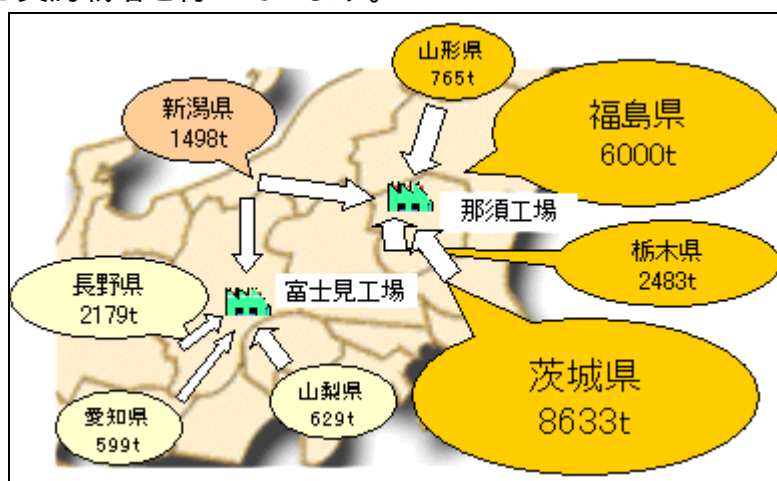 山形県
765t
新潟県
1498t
福島県
6000t
那須工場
栃木県
2483t
長野県
2179t
富士見工場
茨城県
8633t
山梨県
629t
愛知県
599t